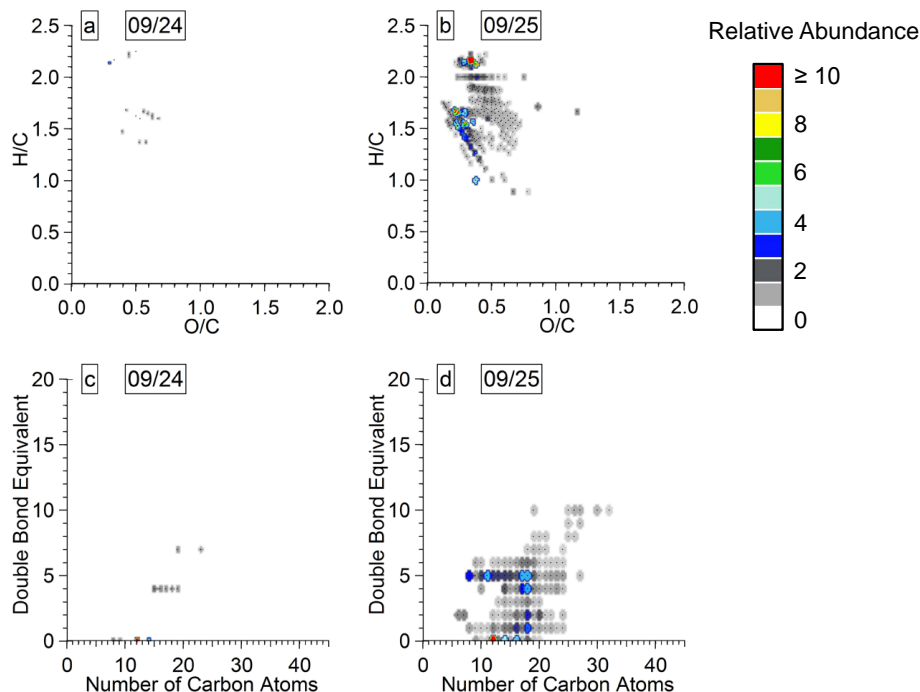 Relative Abundance
a 09/24
2.5
2.0
1.5
1.0
0.5
0.0
H/C
0.0 0.5 1.0 1.5 2.0
O/C
b 09/25
2.5
2.0
1.5
1.0
0.5
0.0
H/C
0.0 0.5 1.0 1.5 2.0
O/C
≥ 10
8
6
4
2
0
c 09/24
20
15
10
5
0
Double Bond Equivalent
0 10 20 30 40
Number of Carbon Atoms
d 09/25
20
15
10
5
0
Double Bond Equivalent
0 10 20 30 40
Number of Carbon Atoms